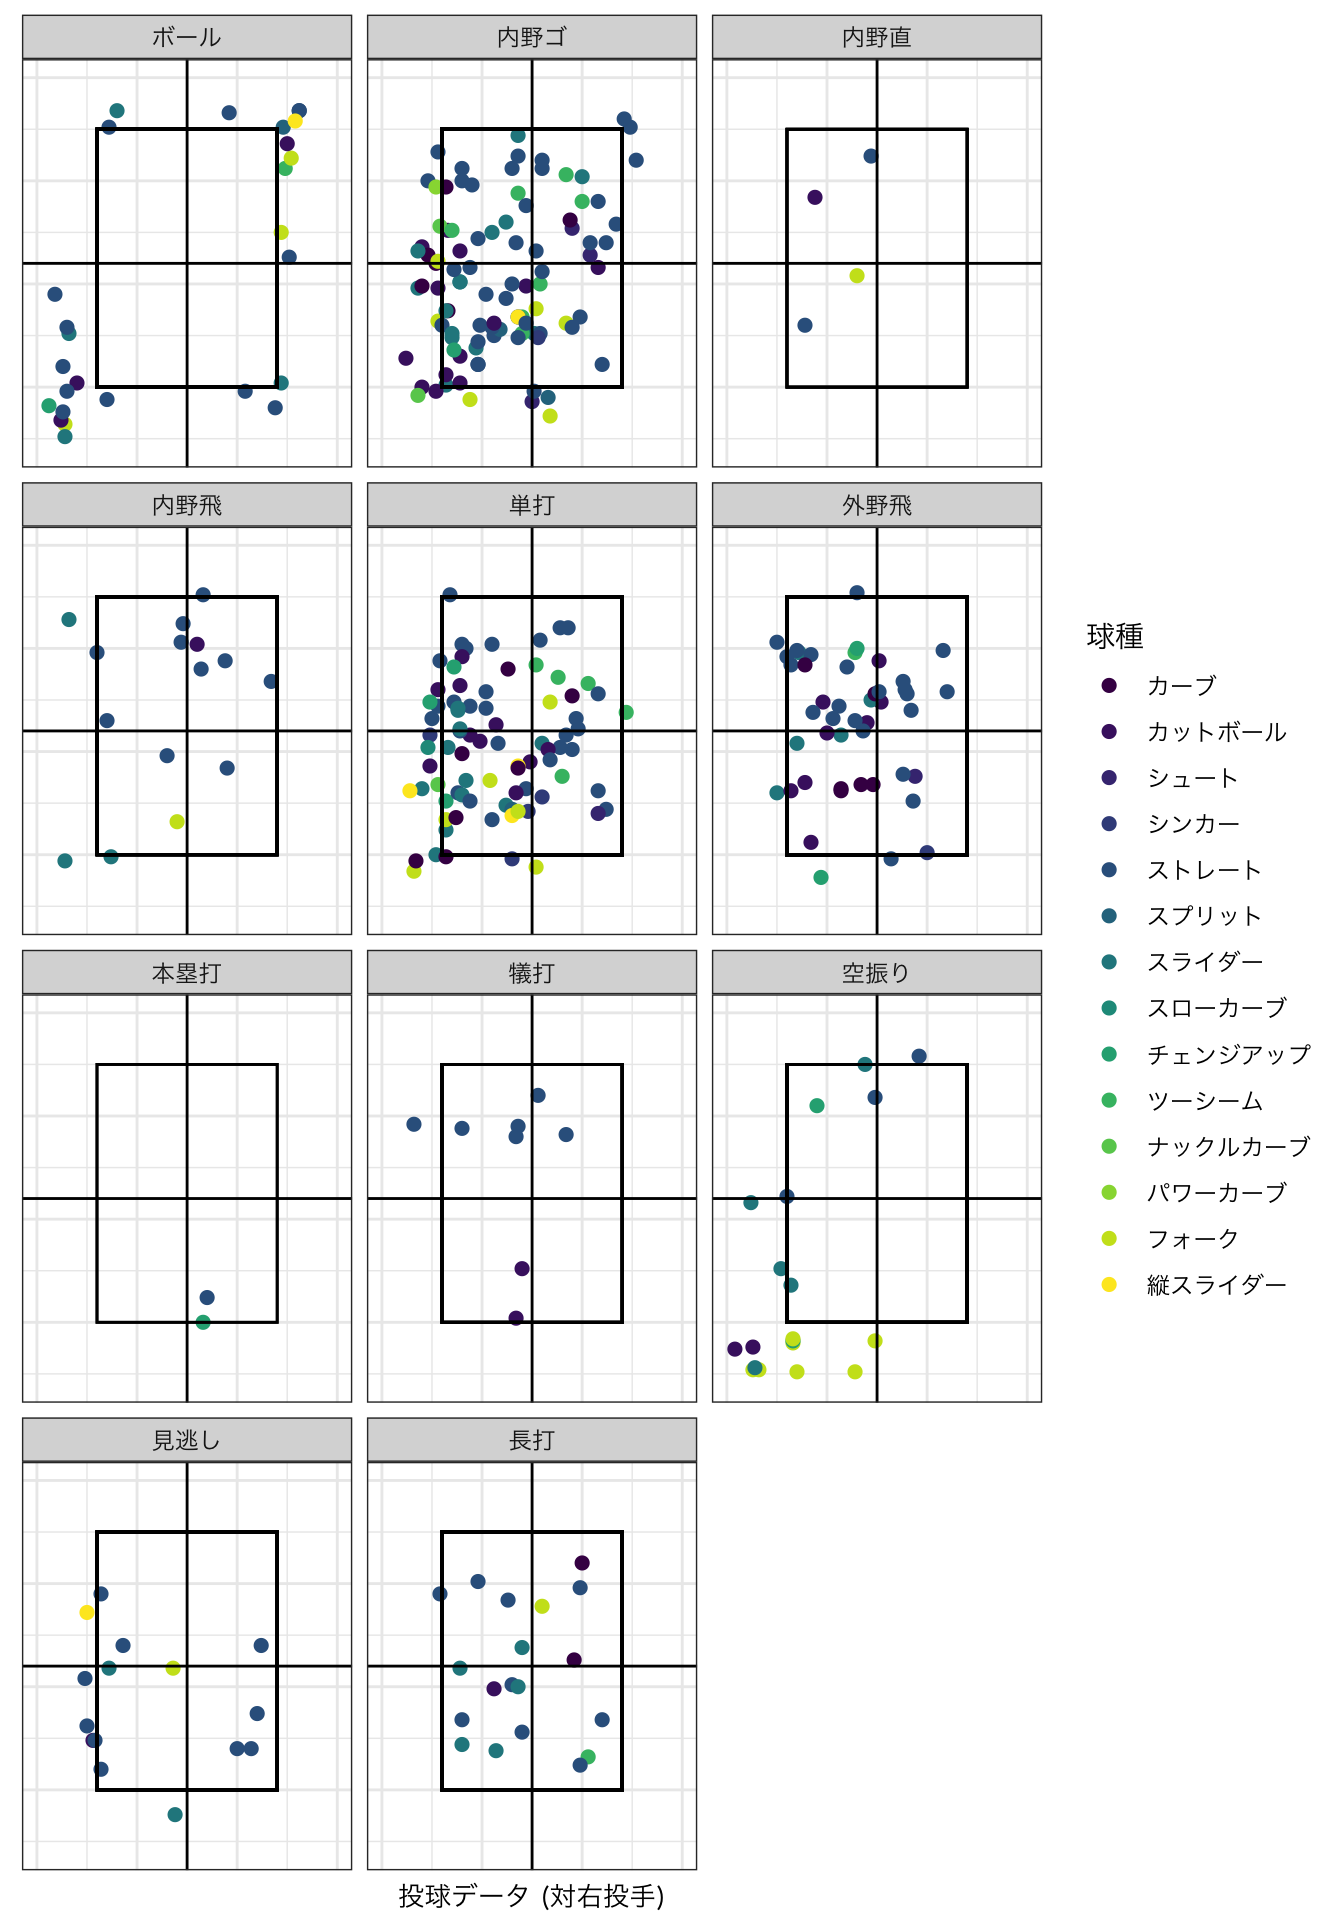 ボール
内野ゴ
内野直
内野飛
単打
外野飛
本塁打
犠打
空振り
見逃し
長打
投球データ (対右投手)
球種
カーブ
カットボール
シュート
シンカー
ストレート
スプリット
スライダー
スローカーブ
チェンジアップ
ツーシーム
ナックルカーブ
パワーカーブ
フォーク
縦スライダー